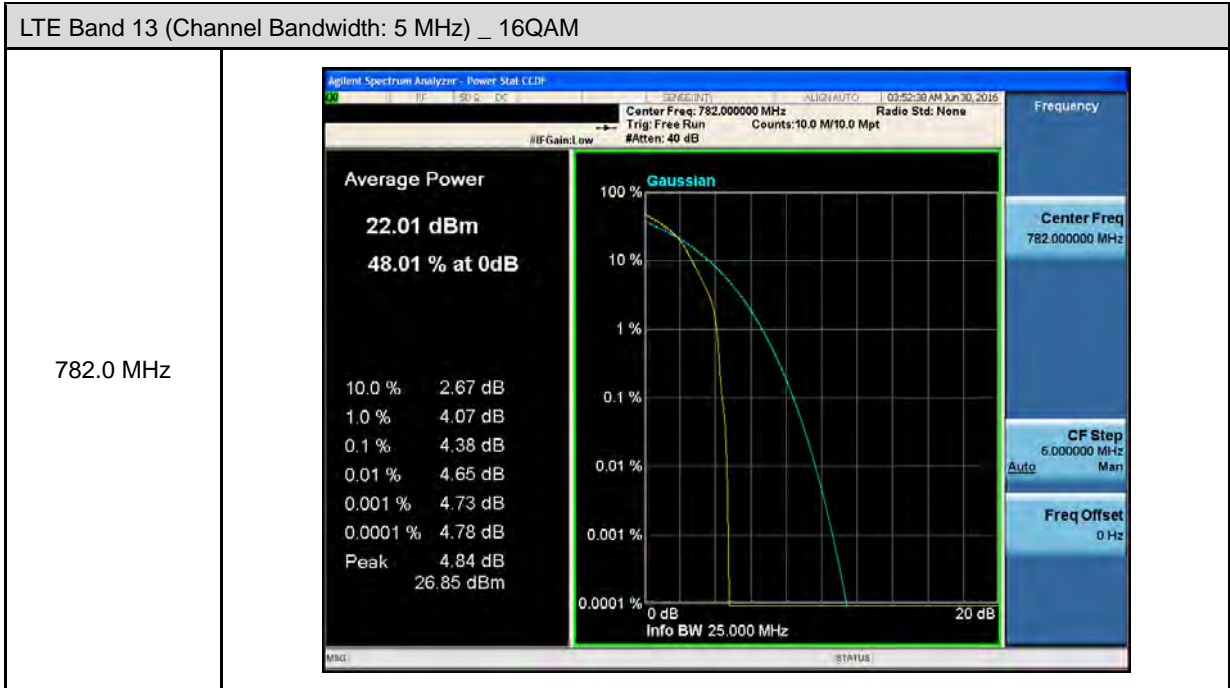 LTE Band 13 (Channel Bandwidth: 5 MHz) _ 16QAM
782.0 MHz
Agilent Spectrum Analyzer - Power Stat CCDF
RF 50 Ω DC SENSE:INT ALIGN AUTO 03:52:38 AM Jun 30, 2016
Center Freq: 782.000000 MHz Radio Std: None
Trig: Free Run Counts:10.0 M/10.0 Mpt
#IFGain:Low #Atten: 40 dB
Frequency
Average Power
22.01 dBm
48.01 % at 0dB
10.0 % 2.67 dB
1.0 % 4.07 dB
0.1 % 4.38 dB
0.01 % 4.65 dB
0.001 % 4.73 dB
0.0001 % 4.78 dB
Peak 4.84 dB
26.85 dBm
Gaussian
100 %
10 %
1 %
0.1 %
0.01 %
0.001 %
0.0001 %
0 dB 20 dB
Info BW 25.000 MHz
Center Freq
782.000000 MHz
CF Step
5.000000 MHz
Auto Man
Freq Offset
0 Hz
MSG STATUS